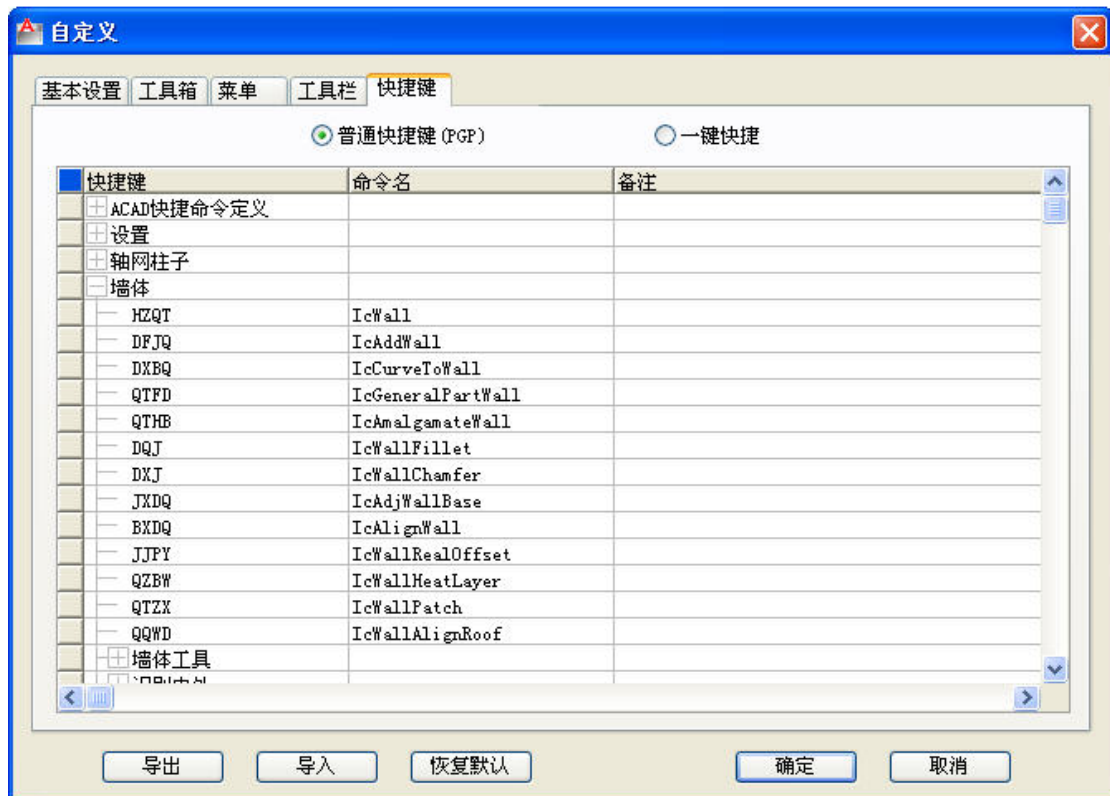 自定义
基本设置 工具箱 菜单 工具栏 快捷键
普通快捷键(PGP) 一键快捷
快捷键 命令名 备注
ACAD快捷命令定义
设置
轴网柱子
墙体
HZQT IcWall
DFJQ IcAddWall
DXBQ IcCurveToWall
QTFD IcGeneralPartWall
QTHB IcAmalgamateWall
DQJ IcWallFillet
DXJ IcWallChamfer
JXDQ IcAdjWallBase
BXDQ IcAlignWall
JJPY IcWallRealOffset
QZBW IcWallHeatLayer
QTZX IcWallPatch
QQWD IcWallAlignRoof
墙体工具
导出 导入 恢复默认 确定 取消